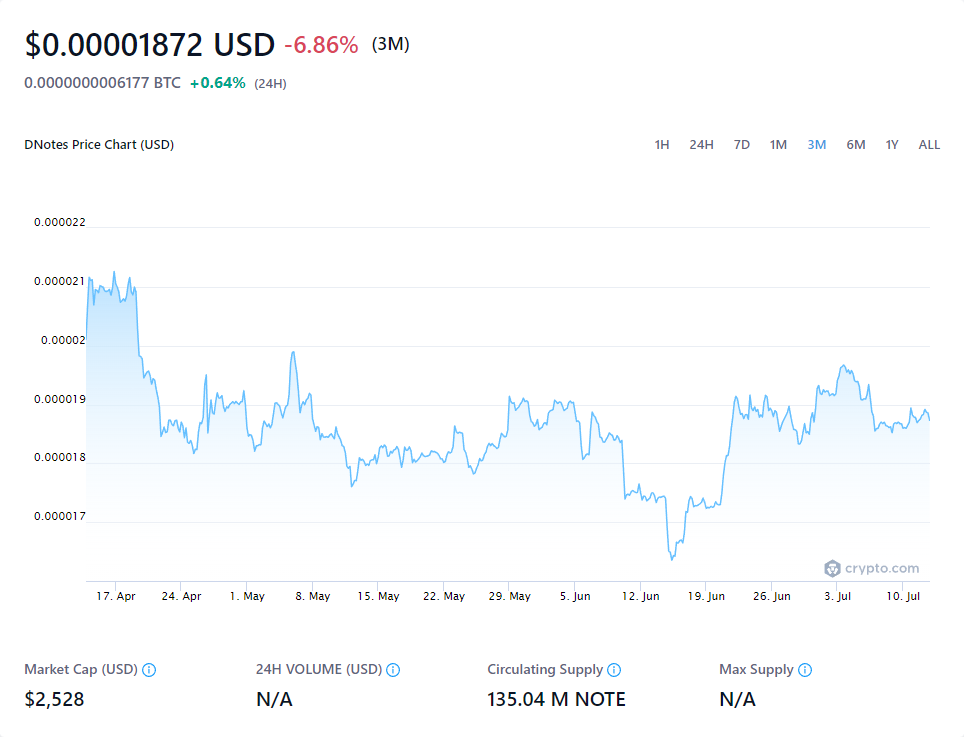 $0.00001872 USD -6.86% (3M)
0.0000000006177 BTC +0.64% (24H)
DNotes Price Chart (USD) 1H 24H 7D 1M 3M 6M 1Y ALL
0.000022
0.000021
0.00002
0.000019
0.000018
0.000017
crypto.com
17. Apr 24. Apr 1. May 8. May 15. May 22. May 29. May 5. Jun 12. Jun 19. Jun 26. Jun 3. Jul 10. Jul
Market Cap (USD) 24H VOLUME (USD) Circulating Supply Max Supply
$2,528 N/A 135.04 M NOTE N/A